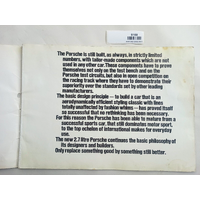 The Porsche is still built, as always, in strictly limited
numbers, with tailor-made components which are not
used in any other car. These components have to prove
themselves not only on the test bench and on the
Porsche test circuits, but also in open competition on
the racing track where they have to demonstrate their
superiority over the standards set by other leading
manufacturers.
The basic design principle – to build a car that is an
aerodynamically efficient styling classic with lines
totally unaffected by fashion whims – has proved itself
so successful that no rethinking has been necessary.
For this reason the Porsche has been able to mature from a
successful sports car, that still dominates motor sport,
to the top echelon of international makes for everyday
use.
The new 2.7 litre Porsche continues the basic philosophy of
its designers and builders.
Only replace something good by something still better.